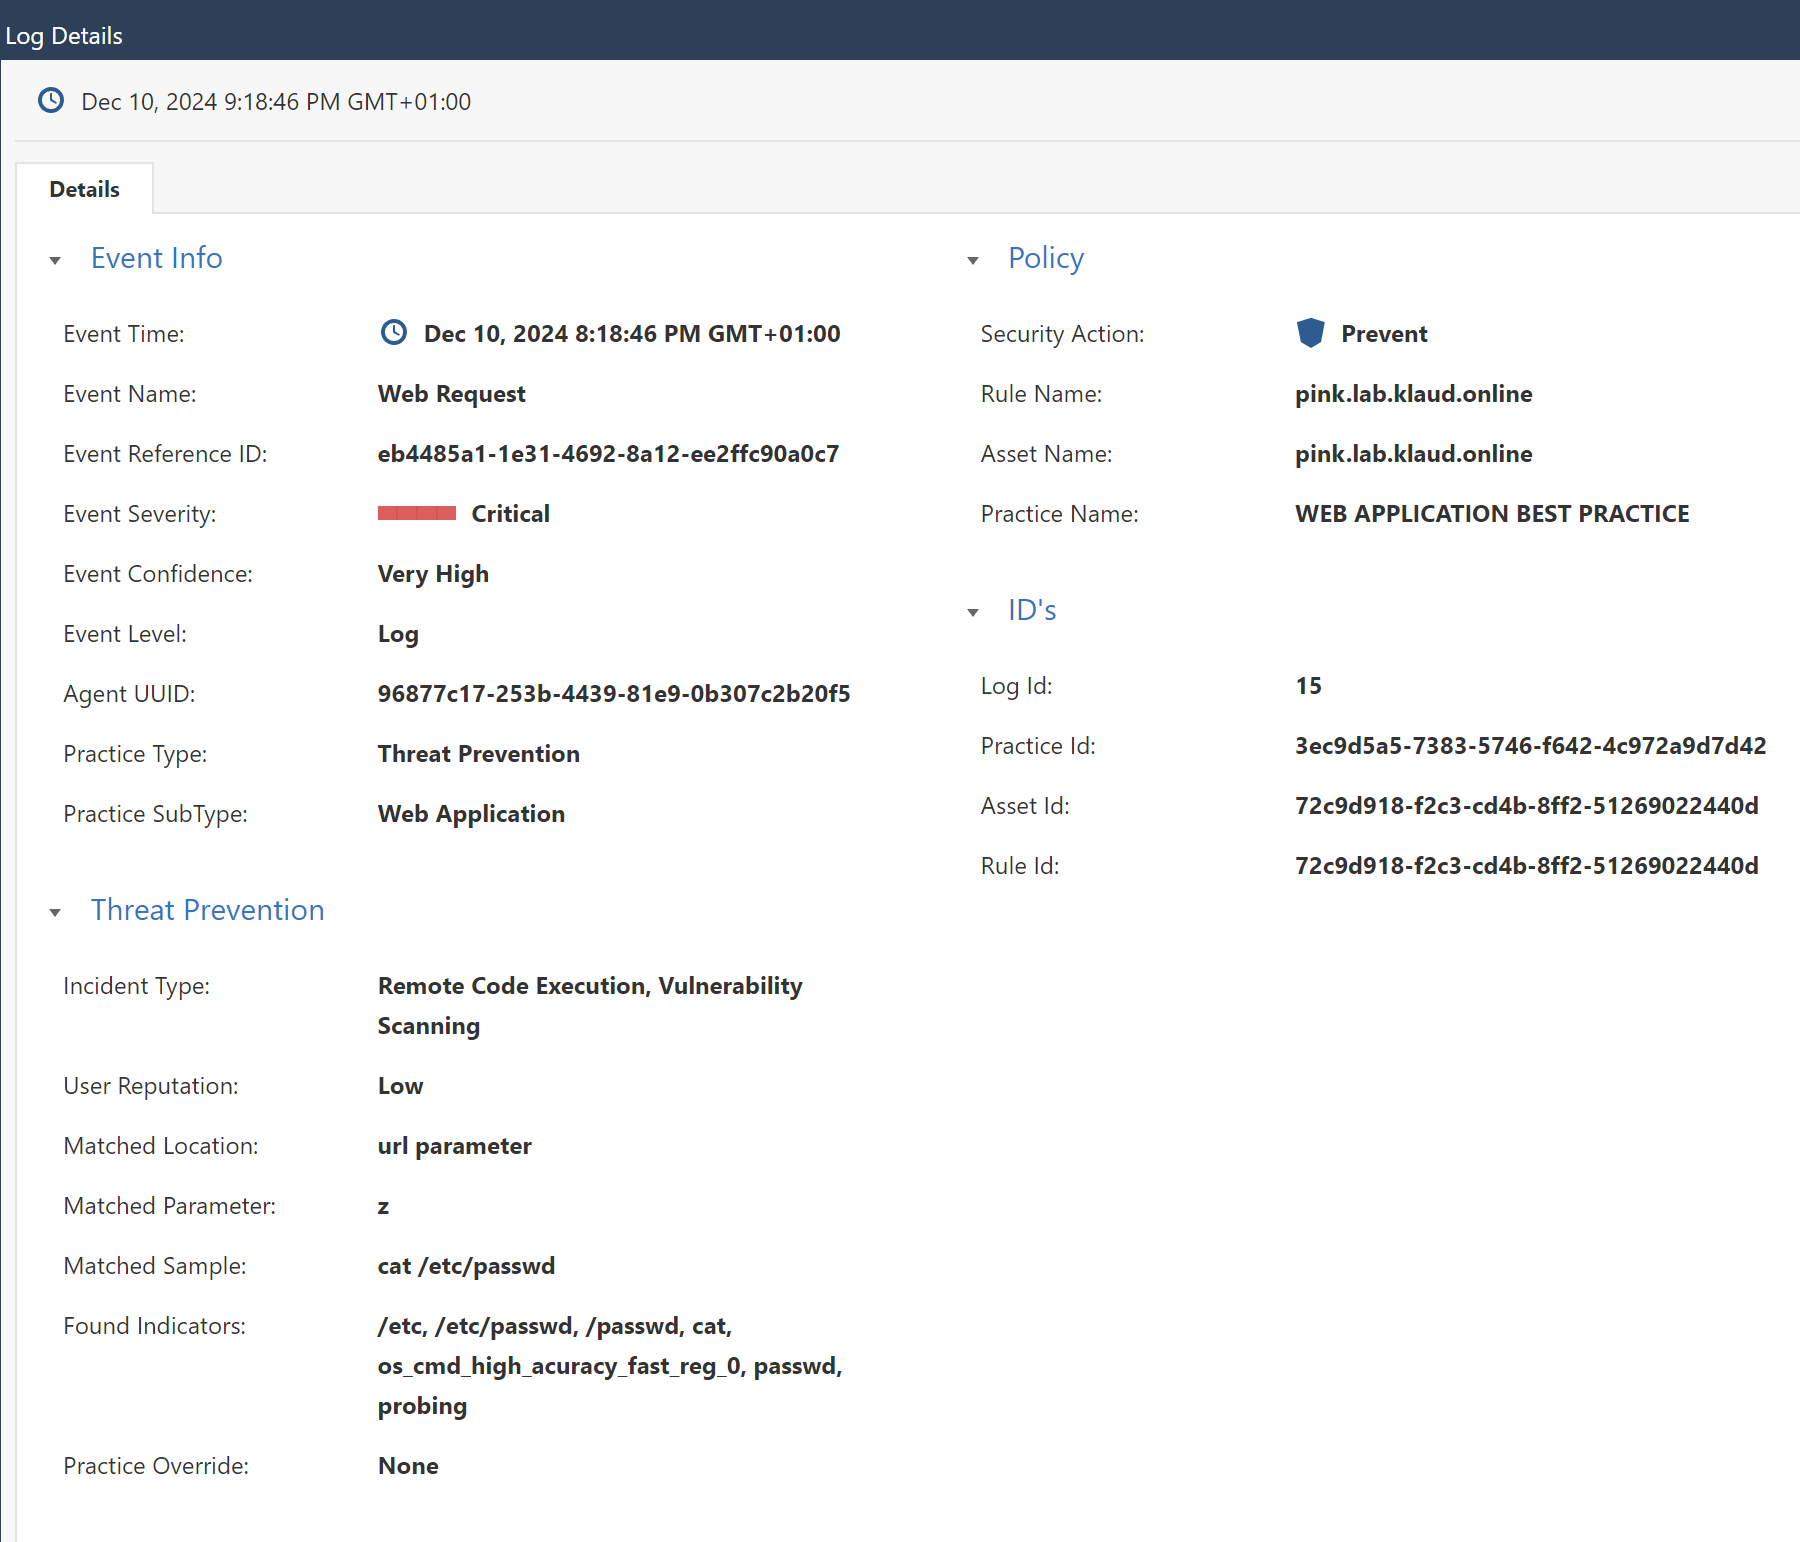 Log Details
Dec 10, 2024 9:18:46 PM GMT+01:00
Details
Event Info
Event Time: Dec 10, 2024 8:18:46 PM GMT+01:00
Event Name: Web Request
Event Reference ID: eb4485a1-1e31-4692-8a12-ee2ffc90a0c7
Event Severity: Critical
Event Confidence: Very High
Event Level: Log
Agent UUID: 96877c17-253b-4439-81e9-0b307c2b20f5
Practice Type: Threat Prevention
Practice SubType: Web Application
Threat Prevention
Incident Type: Remote Code Execution, Vulnerability
Scanning
User Reputation: Low
Matched Location: url parameter
Matched Parameter: z
Matched Sample: cat /etc/passwd
Found Indicators: /etc, /etc/passwd, /passwd, cat,
os_cmd_high_acuracy_fast_reg_0, passwd,
probing
Practice Override: None
Policy
Security Action: Prevent
Rule Name: pink.lab.klaud.online
Asset Name: pink.lab.klaud.online
Practice Name: WEB APPLICATION BEST PRACTICE
ID's
Log Id: 15
Practice Id: 3ec9d5a5-7383-5746-f642-4c972a9d7d42
Asset Id: 72c9d918-f2c3-cd4b-8ff2-51269022440d
Rule Id: 72c9d918-f2c3-cd4b-8ff2-51269022440d